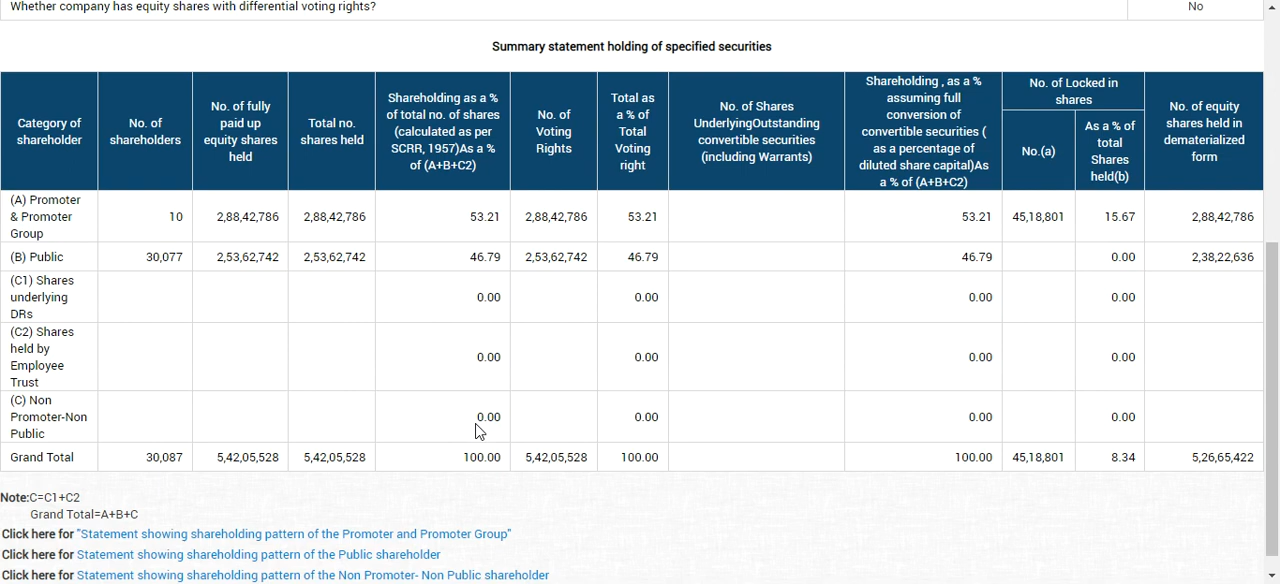 Whether company has equity shares with differential voting rights? No
Summary statement holding of specified securities
Category of shareholder
No. of shareholders
No. of fully paid up equity shares held
Total no. shares held
Shareholding as a % of total no. of shares (calculated as per SCRR, 1957)As a % of (A+B+C2)
No. of Voting Rights
Total as a % of Total Voting right
No. of Shares UnderlyingOutstanding convertible securities (including Warrants)
Shareholding , as a % assuming full conversion of convertible securities ( as a percentage of diluted share capital)As a % of (A+B+C2)
No. of Locked in shares
No.(a)
As a % of total Shares held(b)
No. of equity shares held in dematerialized form
(A) Promoter & Promoter Group 10 2,88,42,786 2,88,42,786 53.21 2,88,42,786 53.21 53.21 45,18,801 15.67 2,88,42,786
(B) Public 30,077 2,53,62,742 2,53,62,742 46.79 2,53,62,742 46.79 46.79 0.00 2,38,22,636
(C1) Shares underlying DRs 0.00 0.00 0.00 0.00
(C2) Shares held by Employee Trust 0.00 0.00 0.00 0.00
(C) Non Promoter-Non Public 0.00 0.00 0.00 0.00
Grand Total 30,087 5,42,05,528 5,42,05,528 100.00 5,42,05,528 100.00 100.00 45,18,801 8.34 5,26,65,422
Note:C=C1+C2
Grand Total=A+B+C
Click here for "Statement showing shareholding pattern of the Promoter and Promoter Group"
Click here for Statement showing shareholding pattern of the Public shareholder
Click here for Statement showing shareholding pattern of the Non Promoter- Non Public shareholder